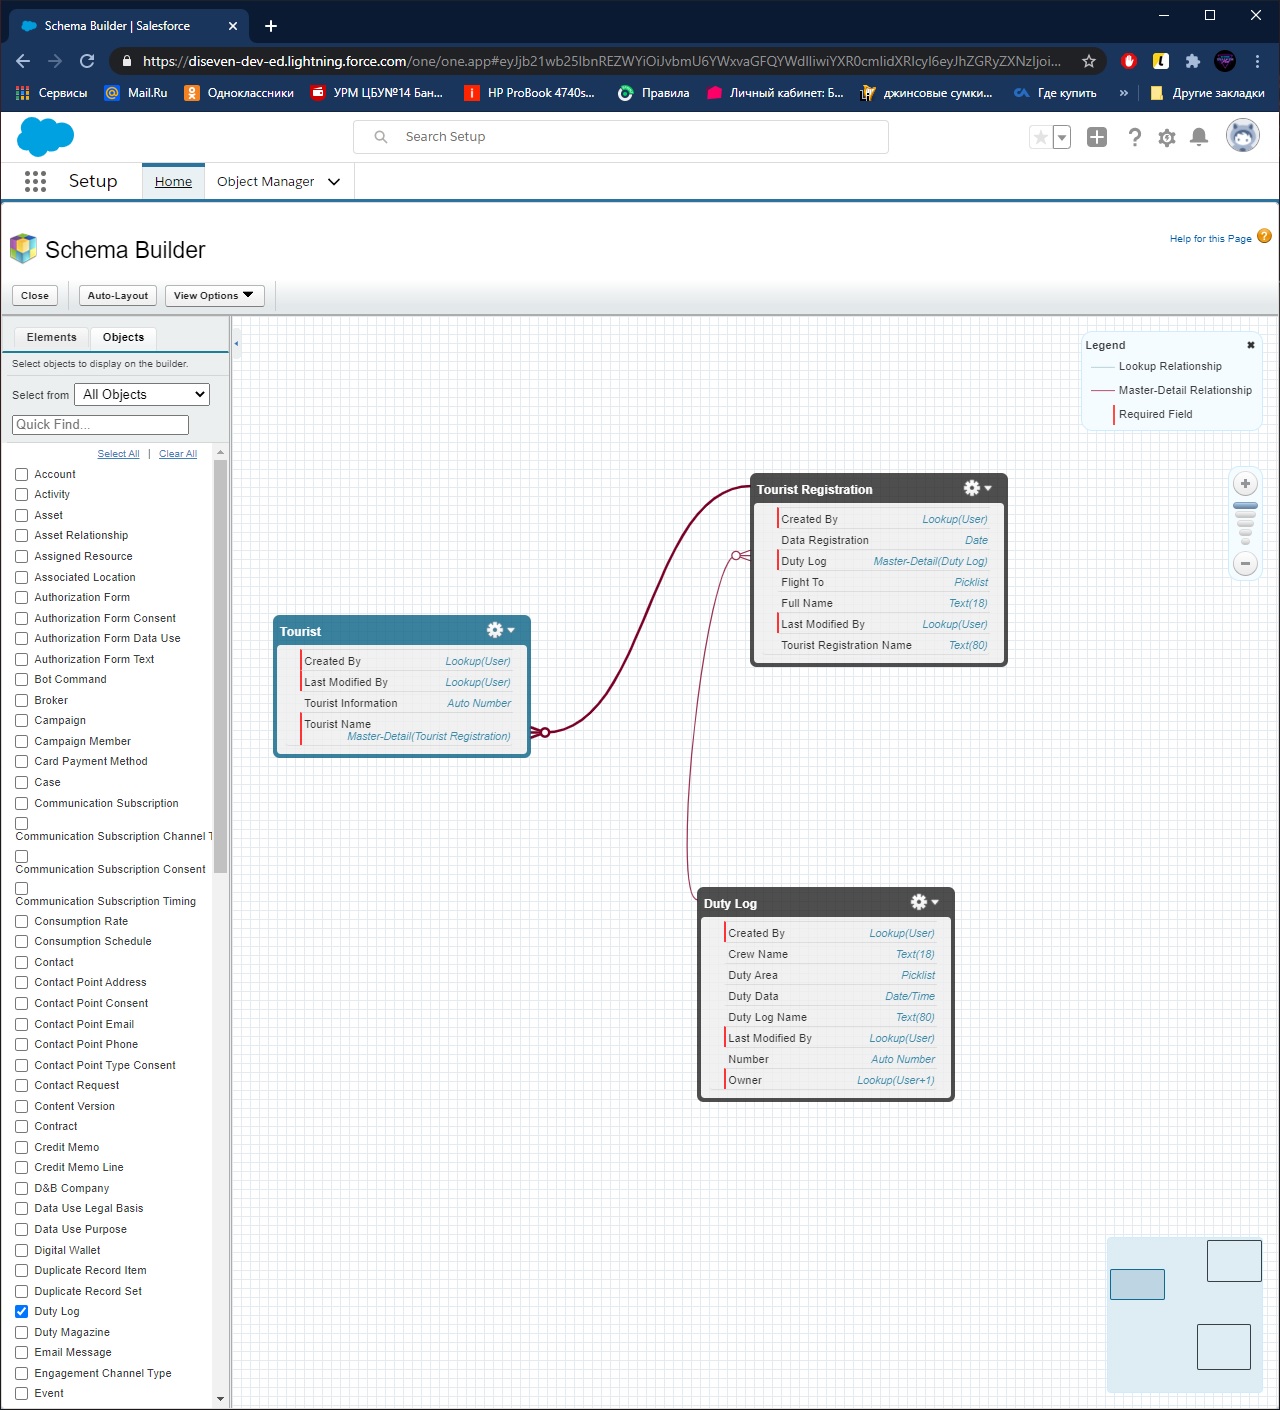 Schema Builder | Salesforce
https://diseven-dev-ed.lightning.force.com/one/one.app#eyJjb21wb25lbnREZWYiOiJvbmU6YWxvaGFGQYWdlIiwiYXR0cmlidXRlcyI6eyJhZGRyZXNzIjoi...
Сервисы
Mail.Ru
Одноклассники
УРМ ЦБУ№14 Бан...
HP ProBook 4740s...
Правила
Личный кабинет: Б...
джинсовые сумки...
Где купить
»
Другие закладки
Search Setup
Setup
Home
Object Manager
Schema Builder
Help for this Page
Close
Auto-Layout
View Options
Elements
Objects
Select objects to display on the builder.
Select from
All Objects
Quick Find...
Select All | Clear All
Account
Activity
Asset
Asset Relationship
Assigned Resource
Associated Location
Authorization Form
Authorization Form Consent
Authorization Form Data Use
Authorization Form Text
Bot Command
Broker
Campaign
Campaign Member
Card Payment Method
Case
Communication Subscription
Communication Subscription Channel T
Communication Subscription Consent
Communication Subscription Timing
Consumption Rate
Consumption Schedule
Contact
Contact Point Address
Contact Point Consent
Contact Point Email
Contact Point Phone
Contact Point Type Consent
Contact Request
Content Version
Contract
Credit Memo
Credit Memo Line
D&B Company
Data Use Legal Basis
Data Use Purpose
Digital Wallet
Duplicate Record Item
Duplicate Record Set
Duty Log
Duty Magazine
Email Message
Engagement Channel Type
Event
Legend
Lookup Relationship
Master-Detail Relationship
Required Field
Tourist Registration
Created By Lookup(User)
Data Registration Date
Duty Log Master-Detail(Duty Log)
Flight To Picklist
Full Name Text(18)
Last Modified By Lookup(User)
Tourist Registration Name Text(80)
Tourist
Created By Lookup(User)
Last Modified By Lookup(User)
Tourist Information Auto Number
Tourist Name
Master-Detail(Tourist Registration)
Duty Log
Created By Lookup(User)
Crew Name Text(18)
Duty Area Picklist
Duty Data Date/Time
Duty Log Name Text(80)
Last Modified By Lookup(User)
Number Auto Number
Owner Lookup(User+1)